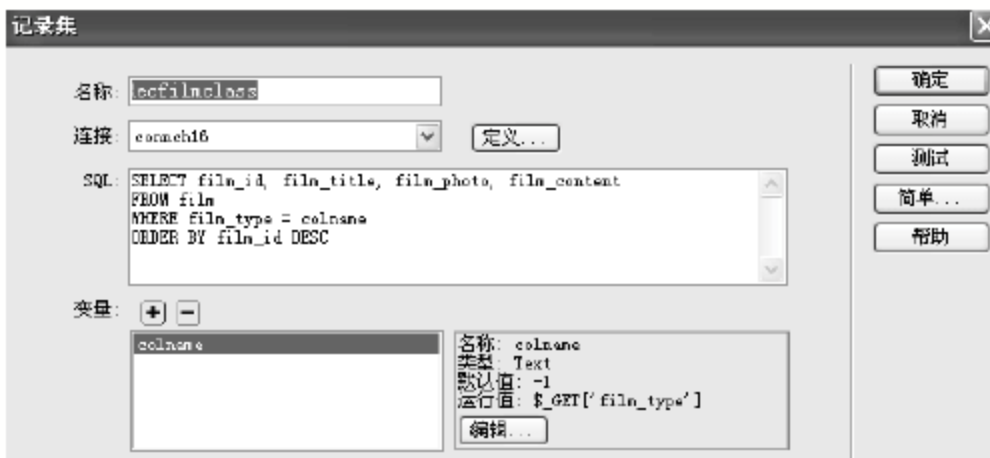 记录集
名称: recfilmclass
确定
连接: connch16
定义...
取消
SQL: SELECT film_id, film_title, film_photo, film_content
FROM film
WHERE film_type = colname
ORDER BY film_id DESC
测试
简单...
帮助
变量:
colname
名称: colname
类型: Text
默认值: -1
运行值: $_GET['film_type']
编辑...